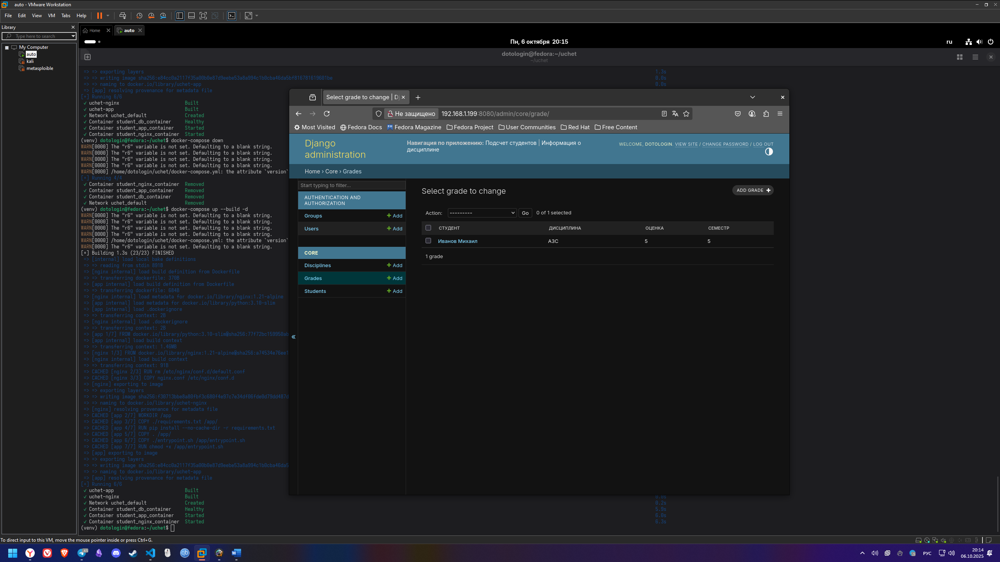 auto - VMware Workstation
File Edit View VM Tabs Help
Library
Type here to search
My Computer
auto
kali
metasploible
Home
auto
Пн, 6 октября 20:15
ru
dotologin@fedora:~/uchet
~/uchet
=> => exporting layers 1.3s
=> => writing image sha256:e84cc0a2117f35a00b0e87d9eebe53a8a994c1b0cba46da5bf816781619601be 0.0s
=> => naming to docker.io/library/uchet-app 0.0s
=> [app] resolving provenance for metadata file
[+] Running 6/6
✓ uchet-nginx Built
✓ uchet-app Built
✓ Network uchet_default Created
✓ Container student_db_container Healthy
✓ Container student_app_container Started
✓ Container student_nginx_container Started
(venv) dotologin@fedora:~/uchet$ docker-compose down
WARN[0000] The "r6" variable is not set. Defaulting to a blank string.
WARN[0000] The "r6" variable is not set. Defaulting to a blank string.
WARN[0000] The "r6" variable is not set. Defaulting to a blank string.
WARN[0000] The "r6" variable is not set. Defaulting to a blank string.
WARN[0000] /home/dotologin/uchet/docker-compose.yml: the attribute `version`
[+] Running 4/4
✓ Container student_nginx_container Removed
✓ Container student_app_container Removed
✓ Container student_db_container Removed
✓ Network uchet_default Removed
(venv) dotologin@fedora:~/uchet$ docker-compose up --build -d
WARN[0000] The "r6" variable is not set. Defaulting to a blank string.
WARN[0000] The "r6" variable is not set. Defaulting to a blank string.
WARN[0000] The "r6" variable is not set. Defaulting to a blank string.
WARN[0000] The "r6" variable is not set. Defaulting to a blank string.
WARN[0000] /home/dotologin/uchet/docker-compose.yml: the attribute `version`
WARN[0000] The "r6" variable is not set. Defaulting to a blank string.
[+] Building 1.3s (23/23) FINISHED
=> [internal] load local bake definitions
=> => reading from stdin 891B
=> [nginx internal] load build definition from Dockerfile
=> => transferring dockerfile: 370B
=> [app internal] load build definition from Dockerfile
=> => transferring dockerfile: 684B
=> [nginx internal] load metadata for docker.io/library/nginx:1.21-alpine
=> [app internal] load metadata for docker.io/library/python:3.10-slim
=> [app internal] load .dockerignore
=> => transferring context: 2B
=> [nginx internal] load .dockerignore
=> => transferring context: 2B
=> [app 1/7] FROM docker.io/library/python:3.10-slim@sha256:77f72bc159950ab
=> [app internal] load build context
=> => transferring context: 1.46MB
=> [nginx 1/3] FROM docker.io/library/nginx:1.21-alpine@sha256:a74534e76ee1
=> [nginx internal] load build context
=> => transferring context: 91B
=> CACHED [nginx 2/3] RUN rm /etc/nginx/conf.d/default.conf
=> CACHED [nginx 3/3] COPY nginx.conf /etc/nginx/conf.d
=> [nginx] exporting to image
=> => exporting layers
=> => writing image sha256:f30713bbe8a80fbf3c680f4e97c7e34df06fde0d79dd487d
=> => naming to docker.io/library/uchet-nginx
=> [nginx] resolving provenance for metadata file
=> CACHED [app 2/7] WORKDIR /app
=> CACHED [app 3/7] COPY ./requirements.txt /app/
=> CACHED [app 4/7] RUN pip install --no-cache-dir -r requirements.txt
=> CACHED [app 5/7] COPY . /app/
=> CACHED [app 6/7] COPY ./entrypoint.sh /app/entrypoint.sh
=> CACHED [app 7/7] RUN chmod +x /app/entrypoint.sh
=> [app] exporting to image
=> => exporting layers
=> => writing image sha256:e84cc0a2117f35a00b0e87d9eebe53a8a994c1b0cba46da5
=> => naming to docker.io/library/uchet-app
=> [app] resolving provenance for metadata file
[+] Running 6/6
✓ uchet-app Built
✓ uchet-nginx Built 0.0s
✓ Network uchet_default Created 0.2s
✓ Container student_db_container Healthy 5.9s
✓ Container student_app_container Started 6.0s
✓ Container student_nginx_container Started 6.3s
(venv) dotologin@fedora:~/uchet$
Select grade to change | Dj
Не защищено 192.168.1.199:8080/admin/core/grade/
Most Visited Fedora Docs Fedora Magazine Fedora Project User Communities Red Hat Free Content
Django
administration
Навигация по приложению: Подсчет студентов | Информация о
дисциплине
WELCOME, DOTOLOGIN. VIEW SITE / CHANGE PASSWORD / LOG OUT
Home › Core › Grades
Start typing to filter...
AUTHENTICATION AND
AUTHORIZATION
Groups + Add
Users + Add
CORE
Disciplines + Add
Grades + Add
Students + Add
«
Select grade to change
ADD GRADE +
Action: --------- Go 0 of 1 selected
СТУДЕНТ ДИСЦИПЛИНА ОЦЕНКА СЕМЕСТР
Иванов Михаил АЗС 5 5
1 grade
To direct input to this VM, move the mouse pointer inside or press Ctrl+G.
65
qb
РУС
20:14
06.10.2025